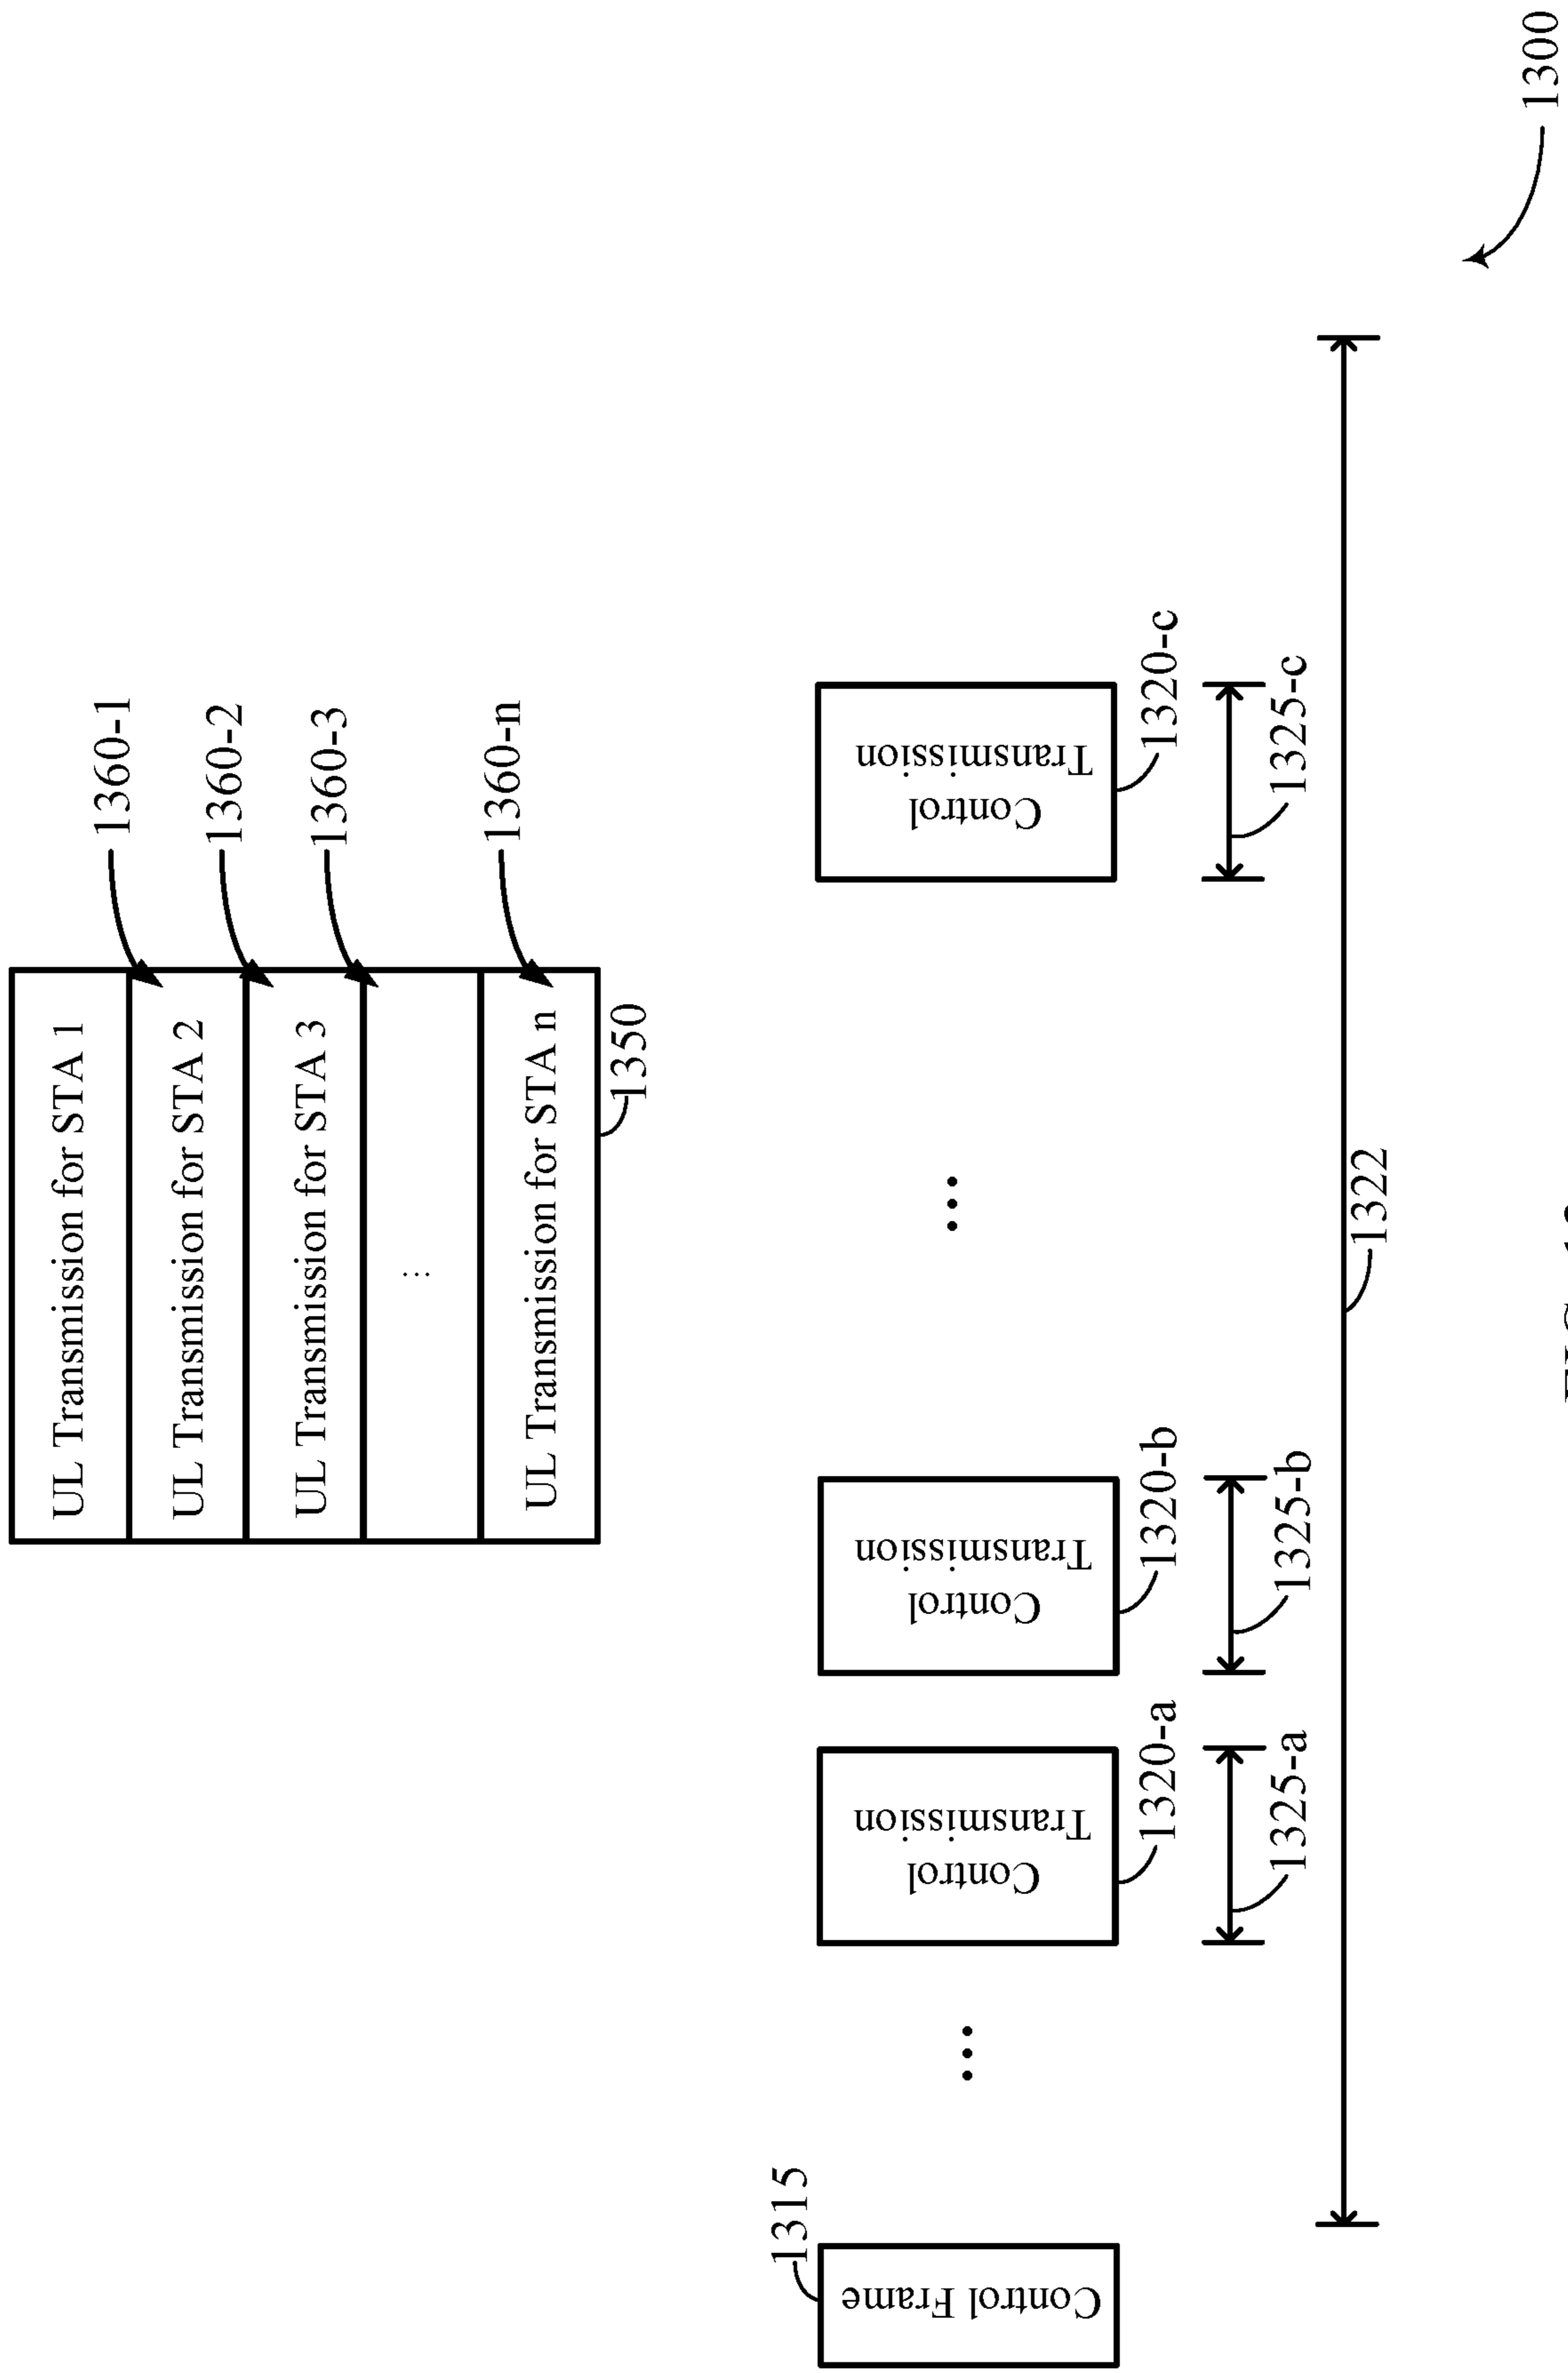 UL Transmission for STA 1
UL Transmission for STA 2
UL Transmission for STA 3
...
UL Transmission for STA n
1360-1
1360-2
1360-3
1360-n
1350
1315
Control Frame
...
Control
Transmission
1320-a
1325-a
Control
Transmission
1320-b
1325-b
...
Control
Transmission
1320-c
1325-c
1322
1300